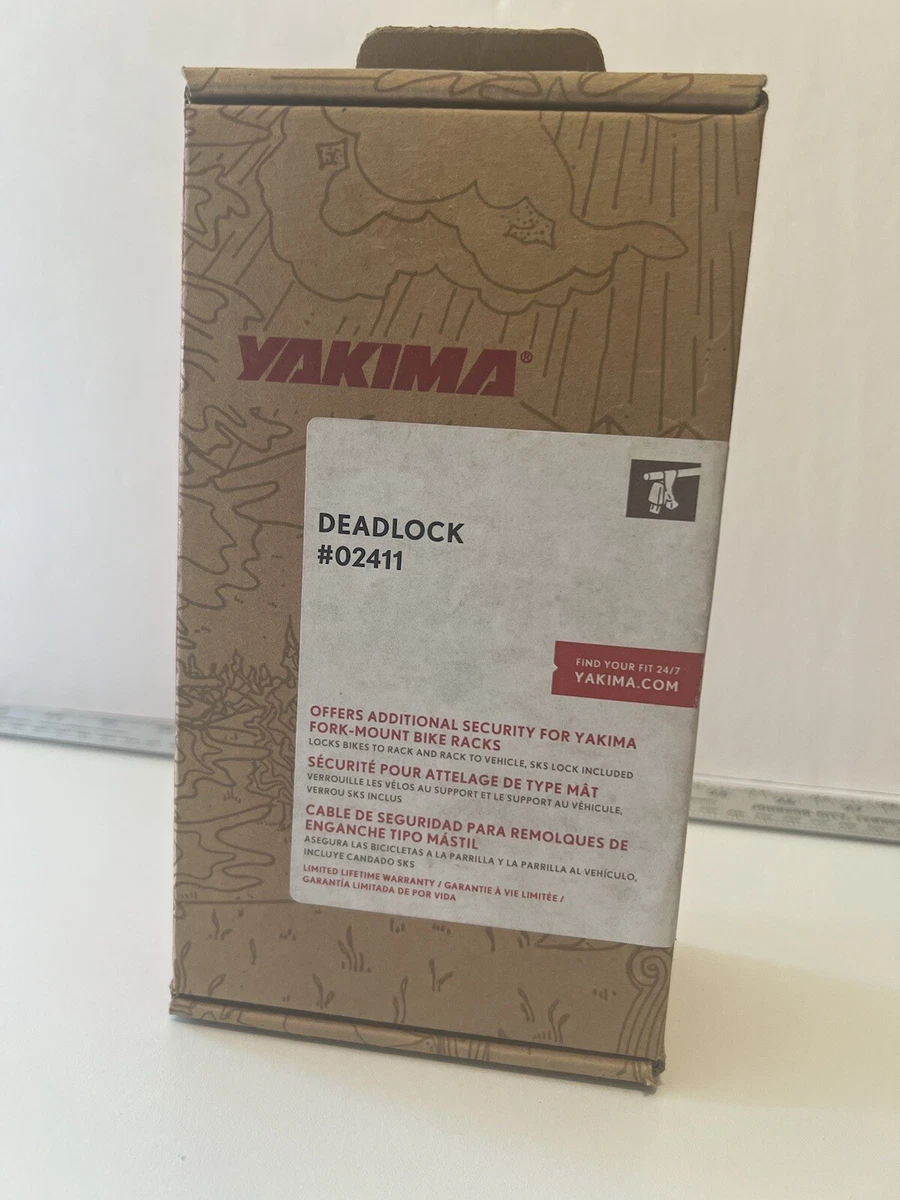 YAKIMA®
DEADLOCK
#02411
FIND YOUR FIT 24/7
YAKIMA.COM
OFFERS ADDITIONAL SECURITY FOR YAKIMA
FORK-MOUNT BIKE RACKS
LOCKS BIKES TO RACK AND RACK TO VEHICLE, SKS LOCK INCLUDED
SÉCURITÉ POUR ATTELAGE DE TYPE MÂT
VERROUILLE LES VÉLOS AU SUPPORT ET LE SUPPORT AU VÉHICULE,
VERROU SKS INCLUS
CABLE DE SEGURIDAD PARA REMOLQUES DE
ENGANCHE TIPO MÁSTIL
ASEGURA LAS BICICLETAS A LA PARRILLA Y LA PARRILLA AL VEHÍCULO,
INCLUYE CANDADO SKS
LIMITED LIFETIME WARRANTY / GARANTIE À VIE LIMITÉE /
GARANTÍA LIMITADA DE POR VIDA